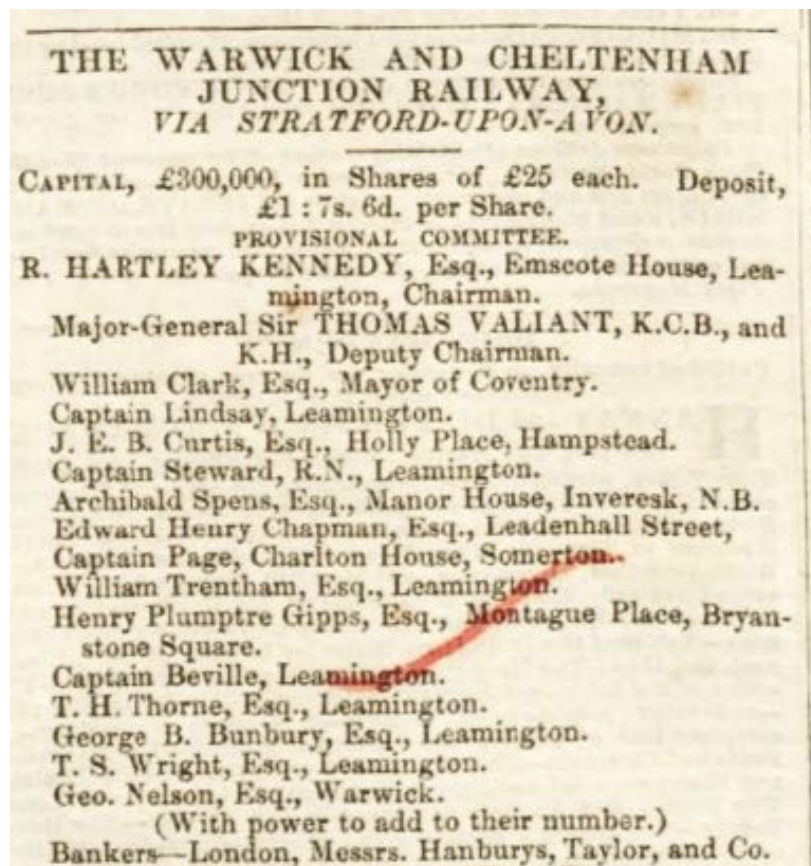 THE WARWICK AND CHELTENHAM
JUNCTION RAILWAY,
VIA STRATFORD-UPON-AVON.
CAPITAL, £300,000, in Shares of £25 each. Deposit,
£1 : 7s. 6d. per Share.
PROVISIONAL COMMITTEE.
R. HARTLEY KENNEDY, Esq., Emscote House, Lea-
mington, Chairman.
Major-General Sir THOMAS VALIANT, K.C.B., and
K.H., Deputy Chairman.
William Clark, Esq., Mayor of Coventry.
Captain Lindsay, Leamington.
J. E. B. Curtis, Esq., Holly Place, Hampstead.
Captain Steward, R.N., Leamington.
Archibald Spens, Esq., Manor House, Inveresk, N.B.
Edward Henry Chapman, Esq., Leadenhall Street,
Captain Page, Charlton House, Somerton.
William Trentham, Esq., Leamington.
Henry Plumptre Gipps, Esq., Montague Place, Bryan-
stone Square.
Captain Beville, Leamington.
T. H. Thorne, Esq., Leamington.
George B. Bunbury, Esq., Leamington.
T. S. Wright, Esq., Leamington.
Geo. Nelson, Esq., Warwick.
(With power to add to their number.)
Bankers—London, Messrs. Hanburys, Taylor, and Co.